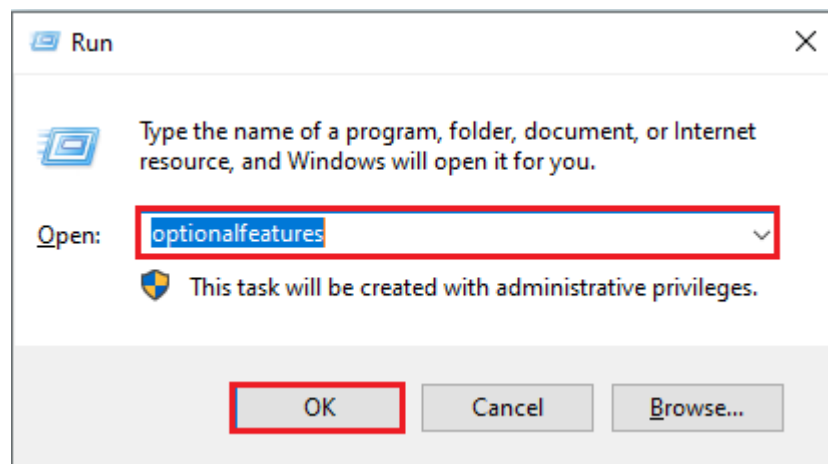 Run
Type the name of a program, folder, document, or Internet
resource, and Windows will open it for you.
Open: optionalfeatures
This task will be created with administrative privileges.
OK Cancel Browse...